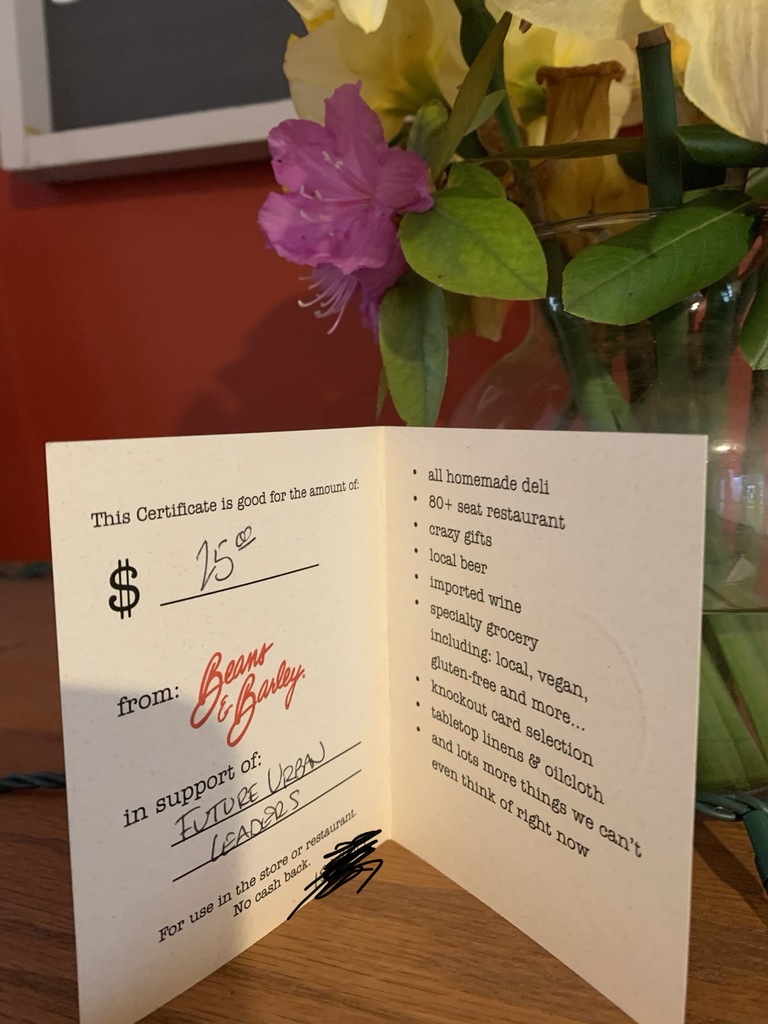 This Certificate is good for the amount of:
$ 25⁰⁰
from: Beans
& Barley.
in support of:
FUTURE URBAN
LEADERS
For use in the store or restaurant.
No cash back.
• all homemade deli
• 80+ seat restaurant
• crazy gifts
• local beer
• imported wine
• specialty grocery
including: local, vegan,
gluten-free and more...
• knockout card selection
• tabletop linens & oilcloth
• and lots more things we can't
even think of right now